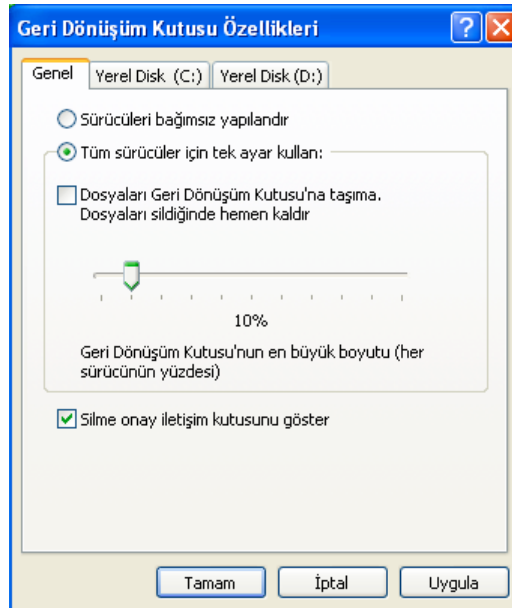 Geri Dönüşüm Kutusu Özellikleri
Genel
Yerel Disk (C:)
Yerel Disk (D:)
Sürücüleri bağımsız yapılandır
Tüm sürücüler için tek ayar kullan:
Dosyaları Geri Dönüşüm Kutusu'na taşıma.
Dosyaları sildiğinde hemen kaldır
10%
Geri Dönüşüm Kutusu'nun en büyük boyutu (her
sürücünün yüzdesi)
Silme onay iletişim kutusunu göster
Tamam
İptal
Uygula